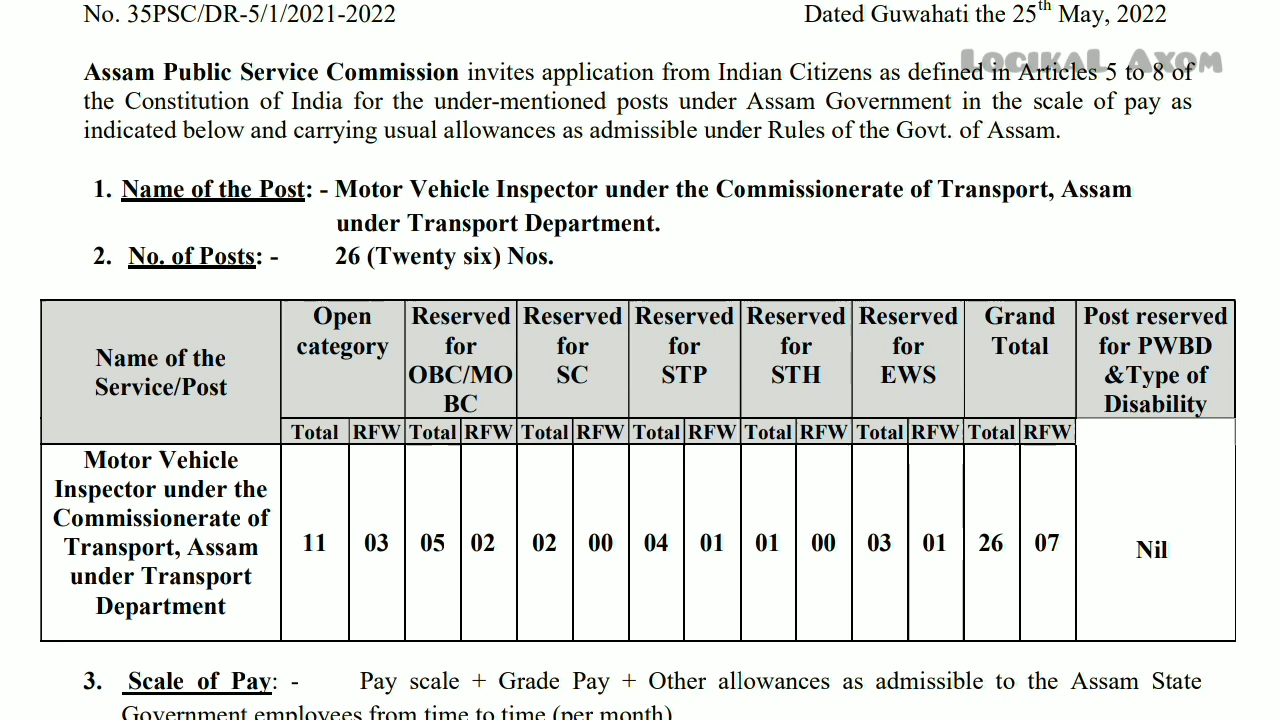 No. 35PSC/DR-5/1/2021-2022 Dated Guwahati the 25th May, 2022
LOGIKAL AXOM
Assam Public Service Commission invites application from Indian Citizens as defined in Articles 5 to 8 of
the Constitution of India for the under-mentioned posts under Assam Government in the scale of pay as
indicated below and carrying usual allowances as admissible under Rules of the Govt. of Assam.
1. Name of the Post: - Motor Vehicle Inspector under the Commissionerate of Transport, Assam
under Transport Department.
2. No. of Posts: - 26 (Twenty six) Nos.
Name of the
Service/Post
Open
category
Reserved
for
OBC/MO
BC
Reserved
for
SC
Reserved
for
STP
Reserved
for
STH
Reserved
for
EWS
Grand
Total
Post reserved
for PWBD
&Type of
Disability
Total RFW Total RFW Total RFW Total RFW Total RFW Total RFW Total RFW
Motor Vehicle
Inspector under the
Commissionerate of
Transport, Assam
under Transport
Department
11 03 05 02 02 00 04 01 01 00 03 01 26 07 Nil
3. Scale of Pay: - Pay scale + Grade Pay + Other allowances as admissible to the Assam State
Government employees from time to time (per month)